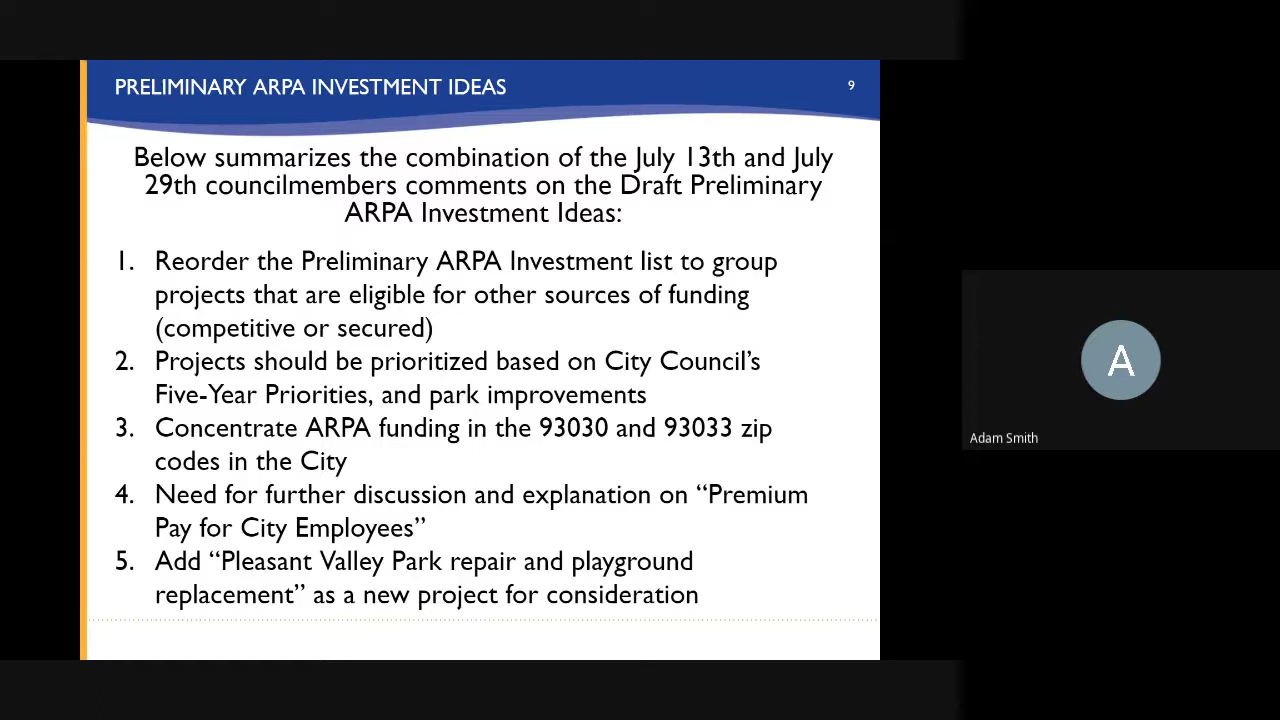 PRELIMINARY ARPA INVESTMENT IDEAS
9
Below summarizes the combination of the July 13th and July
29th councilmembers comments on the Draft Preliminary
ARPA Investment Ideas:
1. Reorder the Preliminary ARPA Investment list to group
projects that are eligible for other sources of funding
(competitive or secured)
2. Projects should be prioritized based on City Council’s
Five-Year Priorities, and park improvements
3. Concentrate ARPA funding in the 93030 and 93033 zip
codes in the City
4. Need for further discussion and explanation on “Premium
Pay for City Employees”
5. Add “Pleasant Valley Park repair and playground
replacement” as a new project for consideration
A
Adam Smith